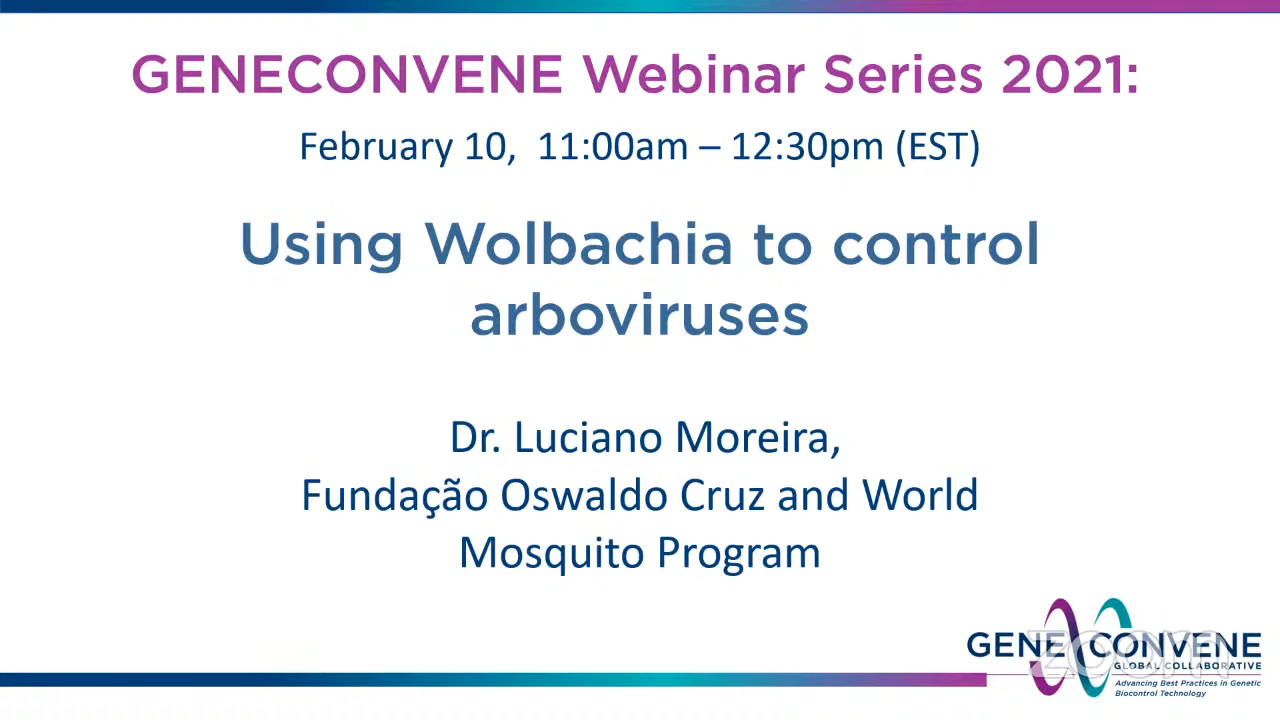 GENECONVENE Webinar Series 2021:
February 10, 11:00am – 12:30pm (EST)
Using Wolbachia to control
arboviruses
Dr. Luciano Moreira,
Fundação Oswaldo Cruz and World
Mosquito Program
GENE CONVENE
zoom
GLOBAL COLLABORATIVE
Advancing Best Practices in Genetic
Biocontrol Technology